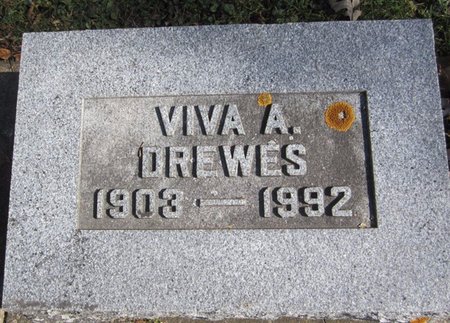 VIVA A.
DREWES
1903 — 1992